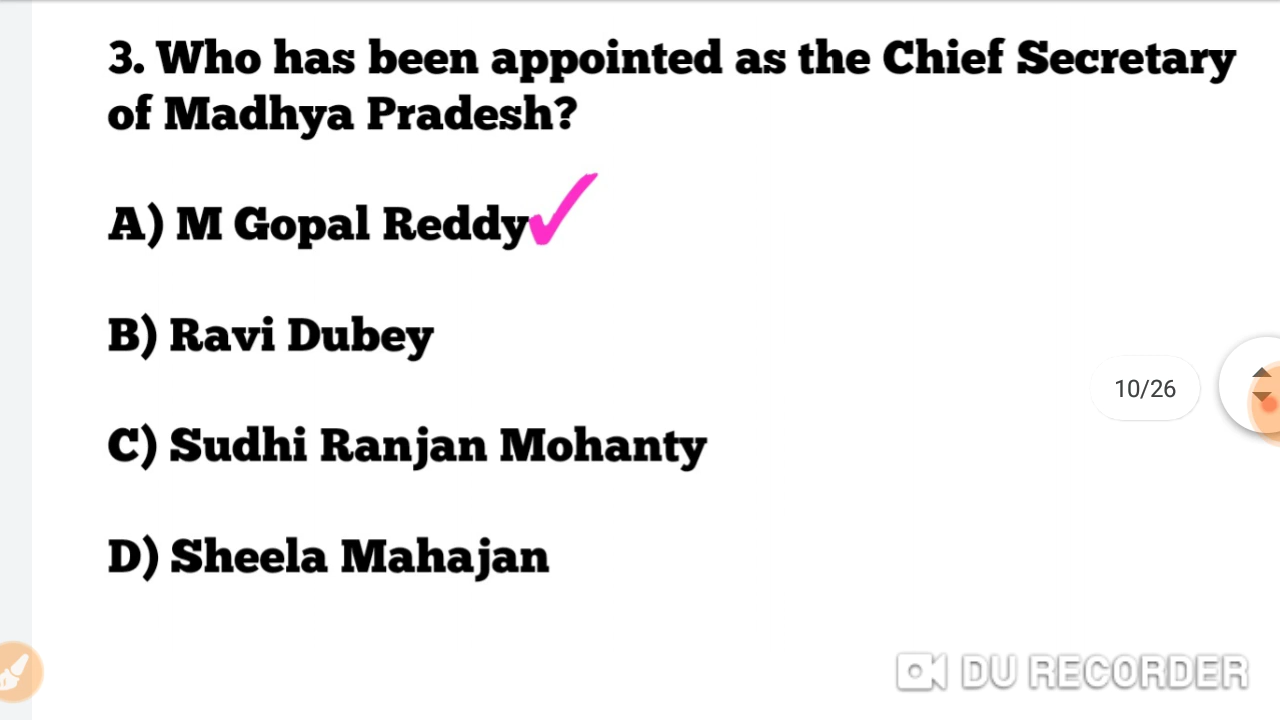 3. Who has been appointed as the Chief Secretary
of Madhya Pradesh?
A) M Gopal Reddy
B) Ravi Dubey
10/26
C) Sudhi Ranjan Mohanty
D) Sheela Mahajan
DU RECORDER